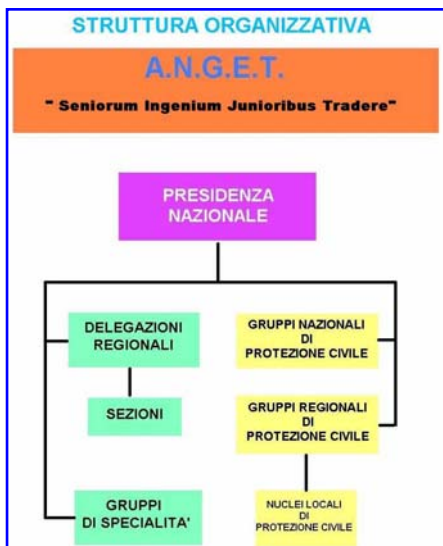 STRUTTURA ORGANIZZATIVA
A.N.G.E.T.
" Seniorum Ingenium Junioribus Tradere"
PRESIDENZA
NAZIONALE
DELEGAZIONI
REGIONALI
SEZIONI
GRUPPI
DI SPECIALITA'
GRUPPI NAZIONALI
DI
PROTEZIONE CIVILE
GRUPPI REGIONALI
DI
PROTEZIONE CIVILE
NUCLEI LOCALI
DI
PROTEZIONE CIVILE